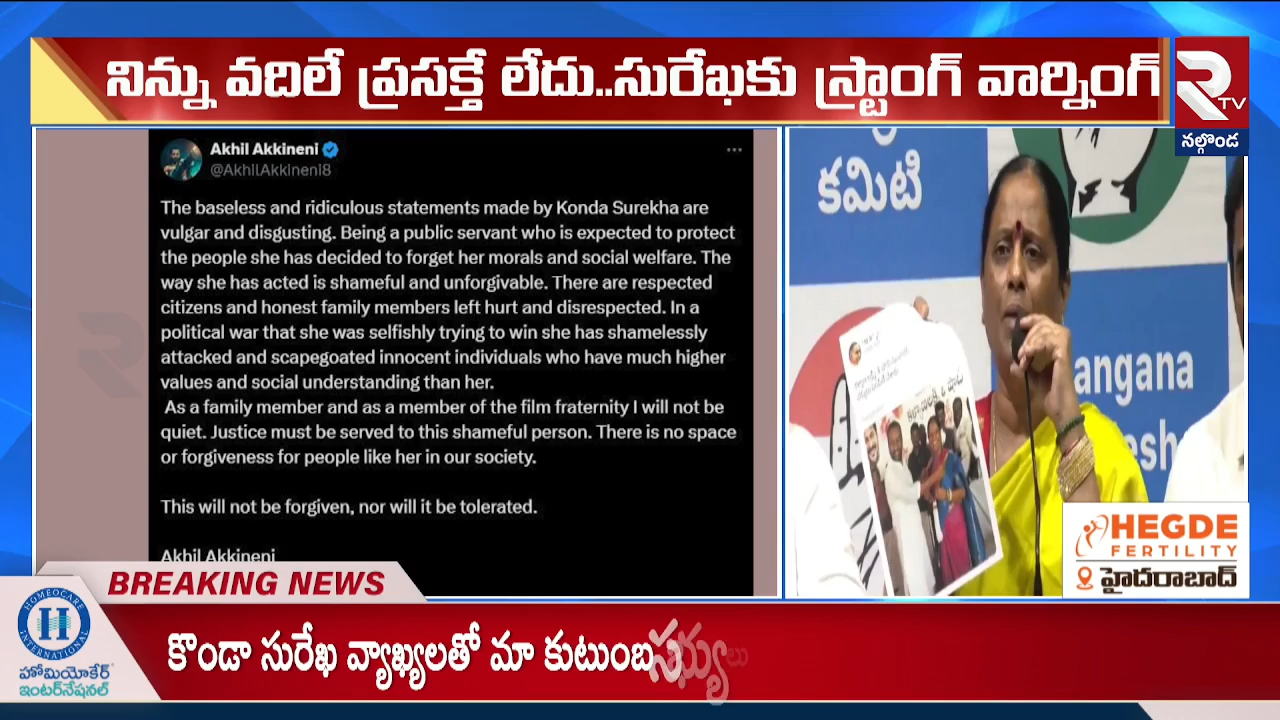 నిన్ను వదిలే ప్రసక్తే లేదు..సురేఖకు స్ట్రాంగ్ వార్నింగ్
RTV
నల్గొండ
Akhil Akkineni
@AkhilAkkineni8
The baseless and ridiculous statements made by Konda Surekha are
vulgar and disgusting. Being a public servant who is expected to protect
the people she has decided to forget her morals and social welfare. The
way she has acted is shameful and unforgivable. There are respected
citizens and honest family members left hurt and disrespected. In a
political war that she was selfishly trying to win she has shamelessly
attacked and scapegoated innocent individuals who have much higher
values and social understanding than her.
As a family member and as a member of the film fraternity I will not be
quiet. Justice must be served to this shameful person. There is no space
or forgiveness for people like her in our society.
This will not be forgiven, nor will it be tolerated.
Akhil Akkineni
కమిటీ
angana
esh
HEGDE
FERTILITY
హైదరాబాద్
BREAKING NEWS
HOMEOCARE
INTERNATIONAL
H
హోమియోకేర్
ఇంటర్నేషనల్
కొండా సురేఖ వ్యాఖ్యలతో మా కుటుంబసభ్యులు